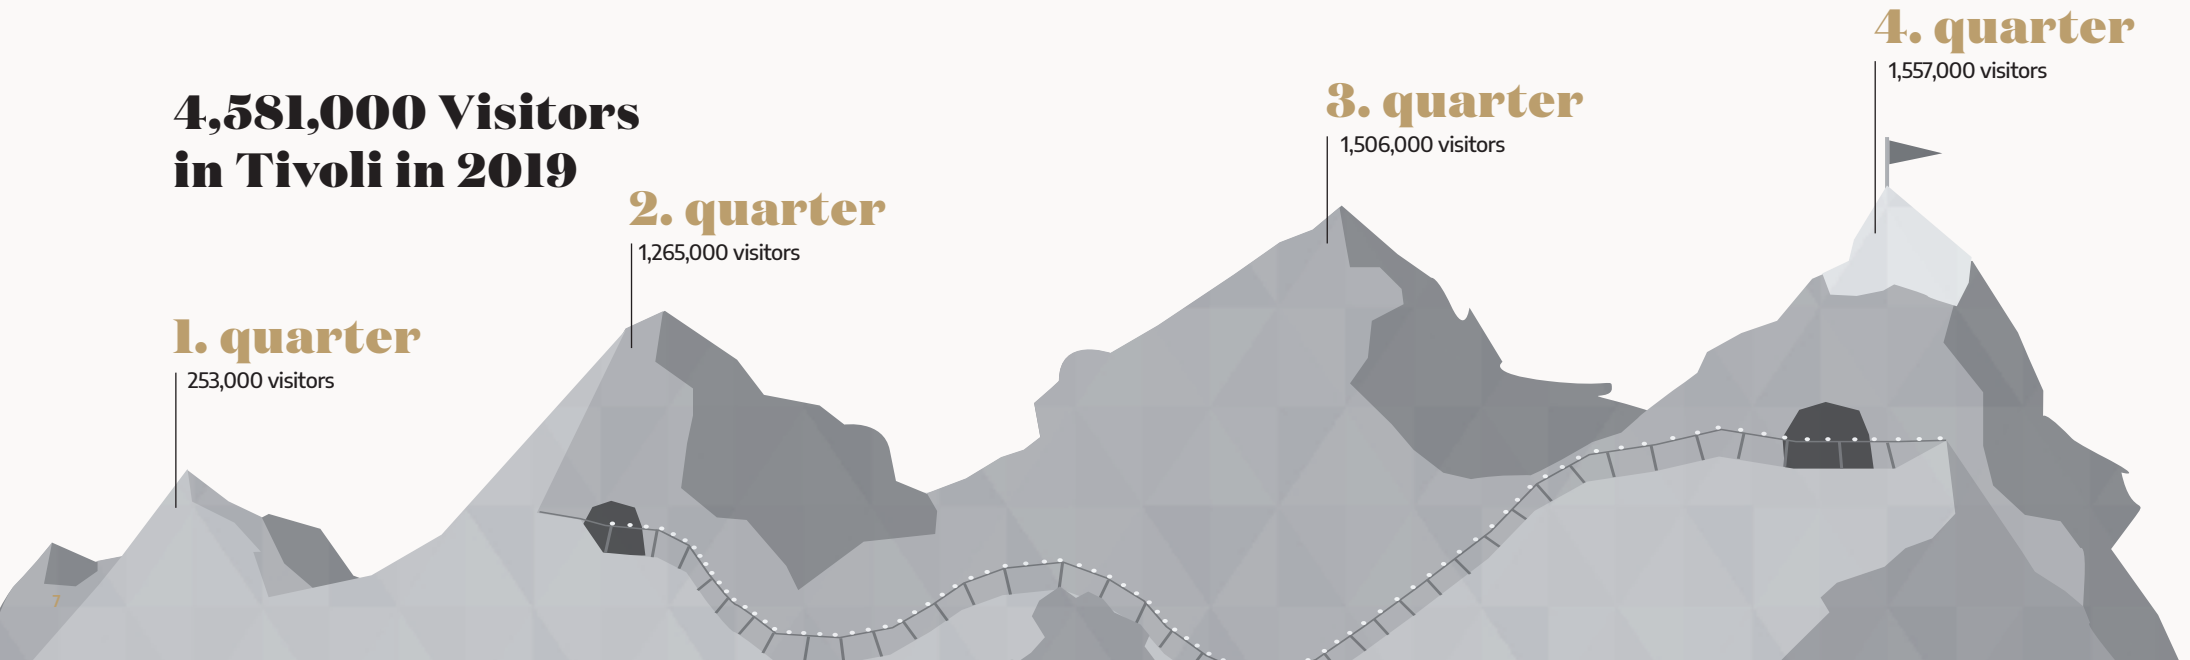 4,581,000 Visitors
in Tivoli in 2019
1. quarter
253,000 visitors
2. quarter
1,265,000 visitors
3. quarter
1,506,000 visitors
4. quarter
1,557,000 visitors
7